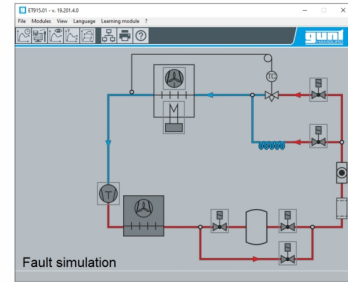 ET915.01 - v. 19.201.4.0
File Modules View Language Learning module ?
gunt
TC
T
Fault simulation